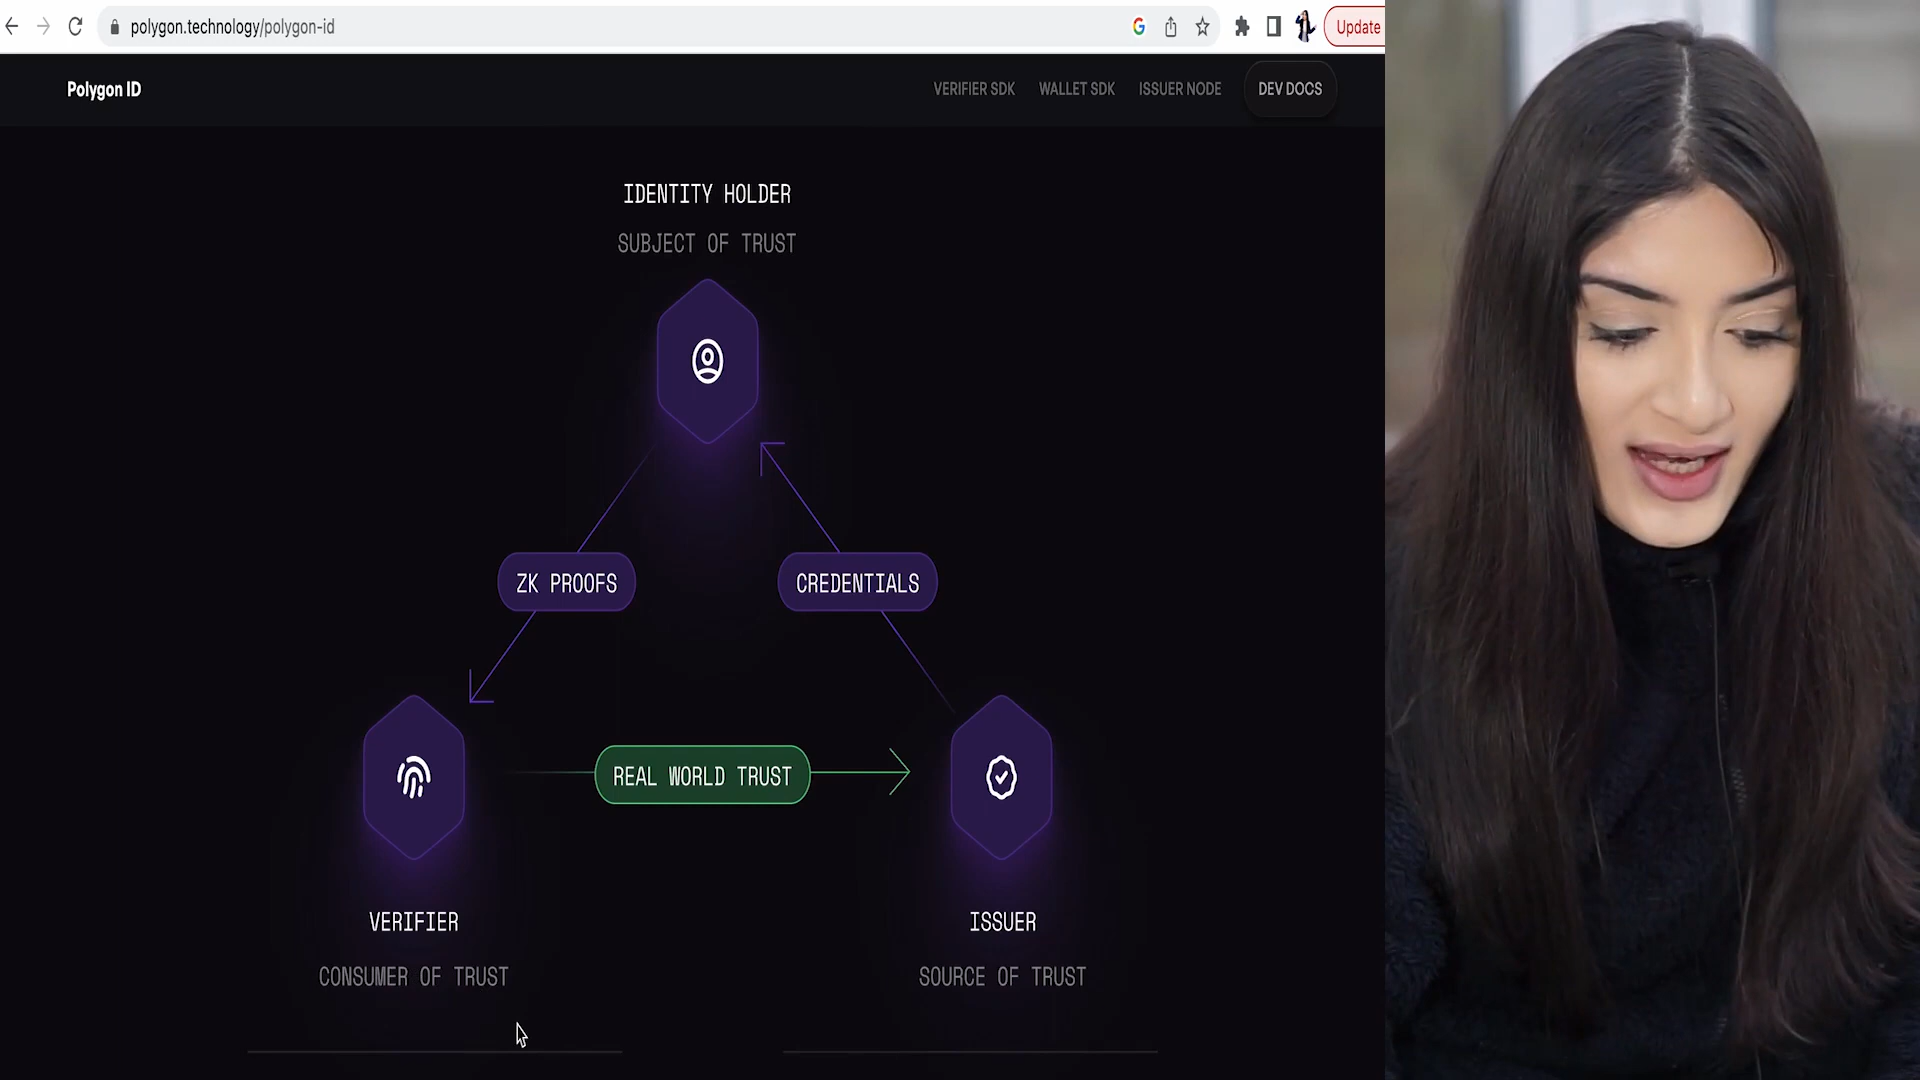 polygon.technology/polygon-id
Update
Polygon ID
VERIFIER SDK
WALLET SDK
ISSUER NODE
DEV DOCS
IDENTITY HOLDER
SUBJECT OF TRUST
ZK PROOFS
CREDENTIALS
REAL WORLD TRUST
VERIFIER
ISSUER
CONSUMER OF TRUST
SOURCE OF TRUST